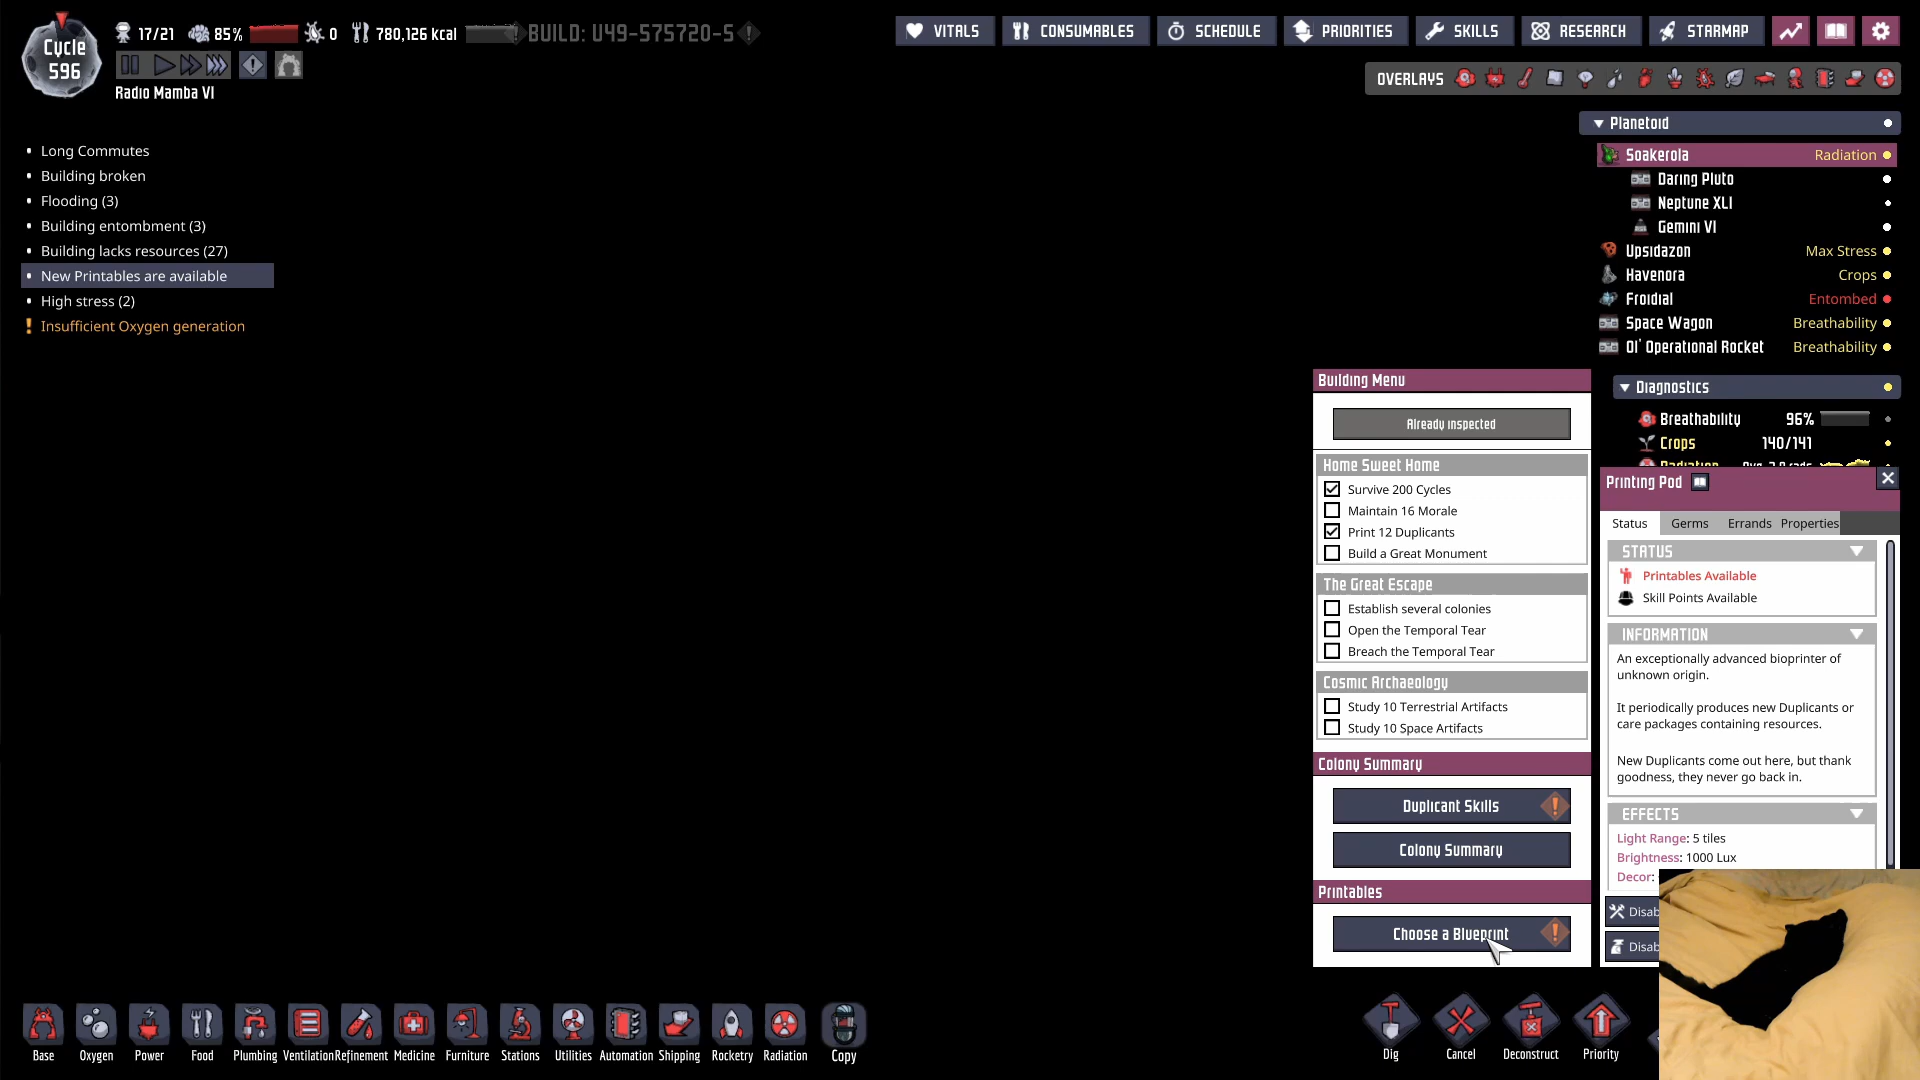 Cycle
596
17/21
85%
0
780,126 kcal
BUILD: U49-575720-S
Radio Mamba VI
VITALS
CONSUMABLES
SCHEDULE
PRIORITIES
SKILLS
RESEARCH
STARMAP
OVERLAYS
Long Commutes
Building broken
Flooding (3)
Building entombment (3)
Building lacks resources (27)
New Printables are available
High stress (2)
! Insufficient Oxygen generation
Planetoid
Soakerola Radiation
Daring Pluto
Neptune XLI
Gemini VI
Upsidazon Max Stress
Havenora Crops
Froidial Entombed
Space Wagon Breathability
Ol' Operational Rocket Breathability
Diagnostics
Breathability 96%
Crops 140/141
Building Menu
Already inspected
Home Sweet Home
Survive 200 Cycles
Maintain 16 Morale
Print 12 Duplicants
Build a Great Monument
The Great Escape
Establish several colonies
Open the Temporal Tear
Breach the Temporal Tear
Cosmic Archaeology
Study 10 Terrestrial Artifacts
Study 10 Space Artifacts
Colony Summary
Duplicant Skills
Colony Summary
Printables
Choose a Blueprint
Printing Pod
Status Germs Errands Properties
STATUS
Printables Available
Skill Points Available
INFORMATION
An exceptionally advanced bioprinter of
unknown origin.
It periodically produces new Duplicants or
care packages containing resources.
New Duplicants come out here, but thank
goodness, they never go back in.
EFFECTS
Light Range: 5 tiles
Brightness: 1000 Lux
Decor:
Disab
Disab
Base
Oxygen
Power
Food
Plumbing
Ventilation
Refinement
Medicine
Furniture
Stations
Utilities
Automation
Shipping
Rocketry
Radiation
Copy
Dig
Cancel
Deconstruct
Priority